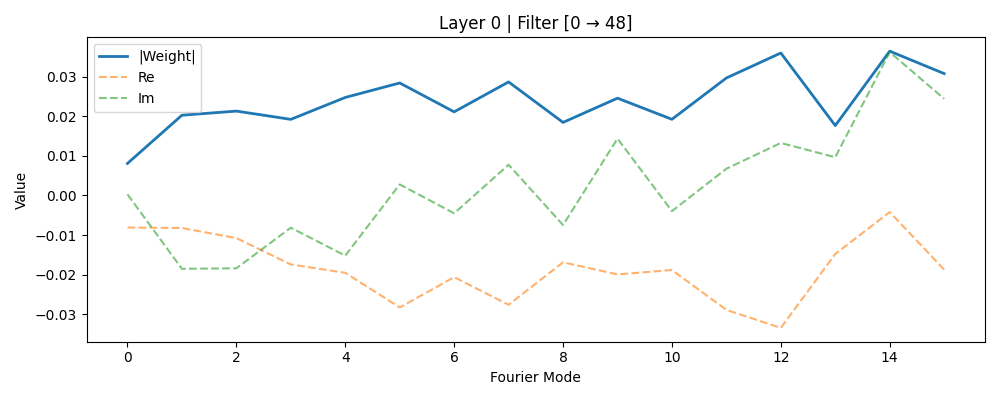 Layer 0 | Filter [0 → 48]
|Weight|
Re
Im
0.03
0.02
0.01
0.00
−0.01
−0.02
−0.03
Value
0 2 4 6 8 10 12 14
Fourier Mode